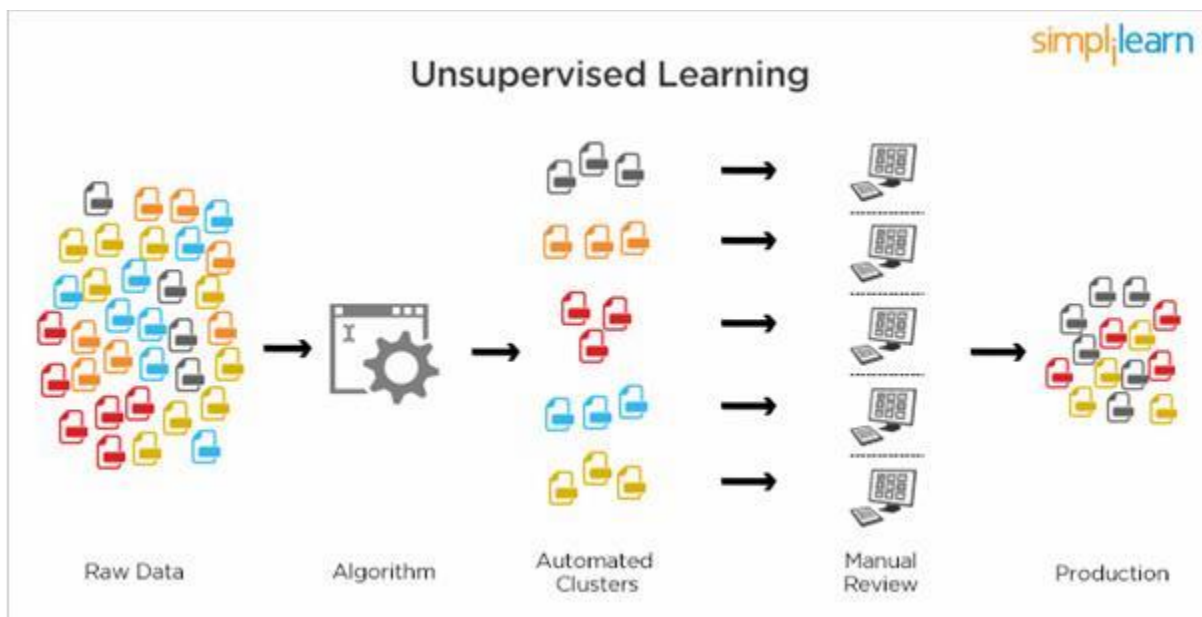 simplilearn
Unsupervised Learning
Raw Data
Algorithm
Automated
Clusters
Manual
Review
Production